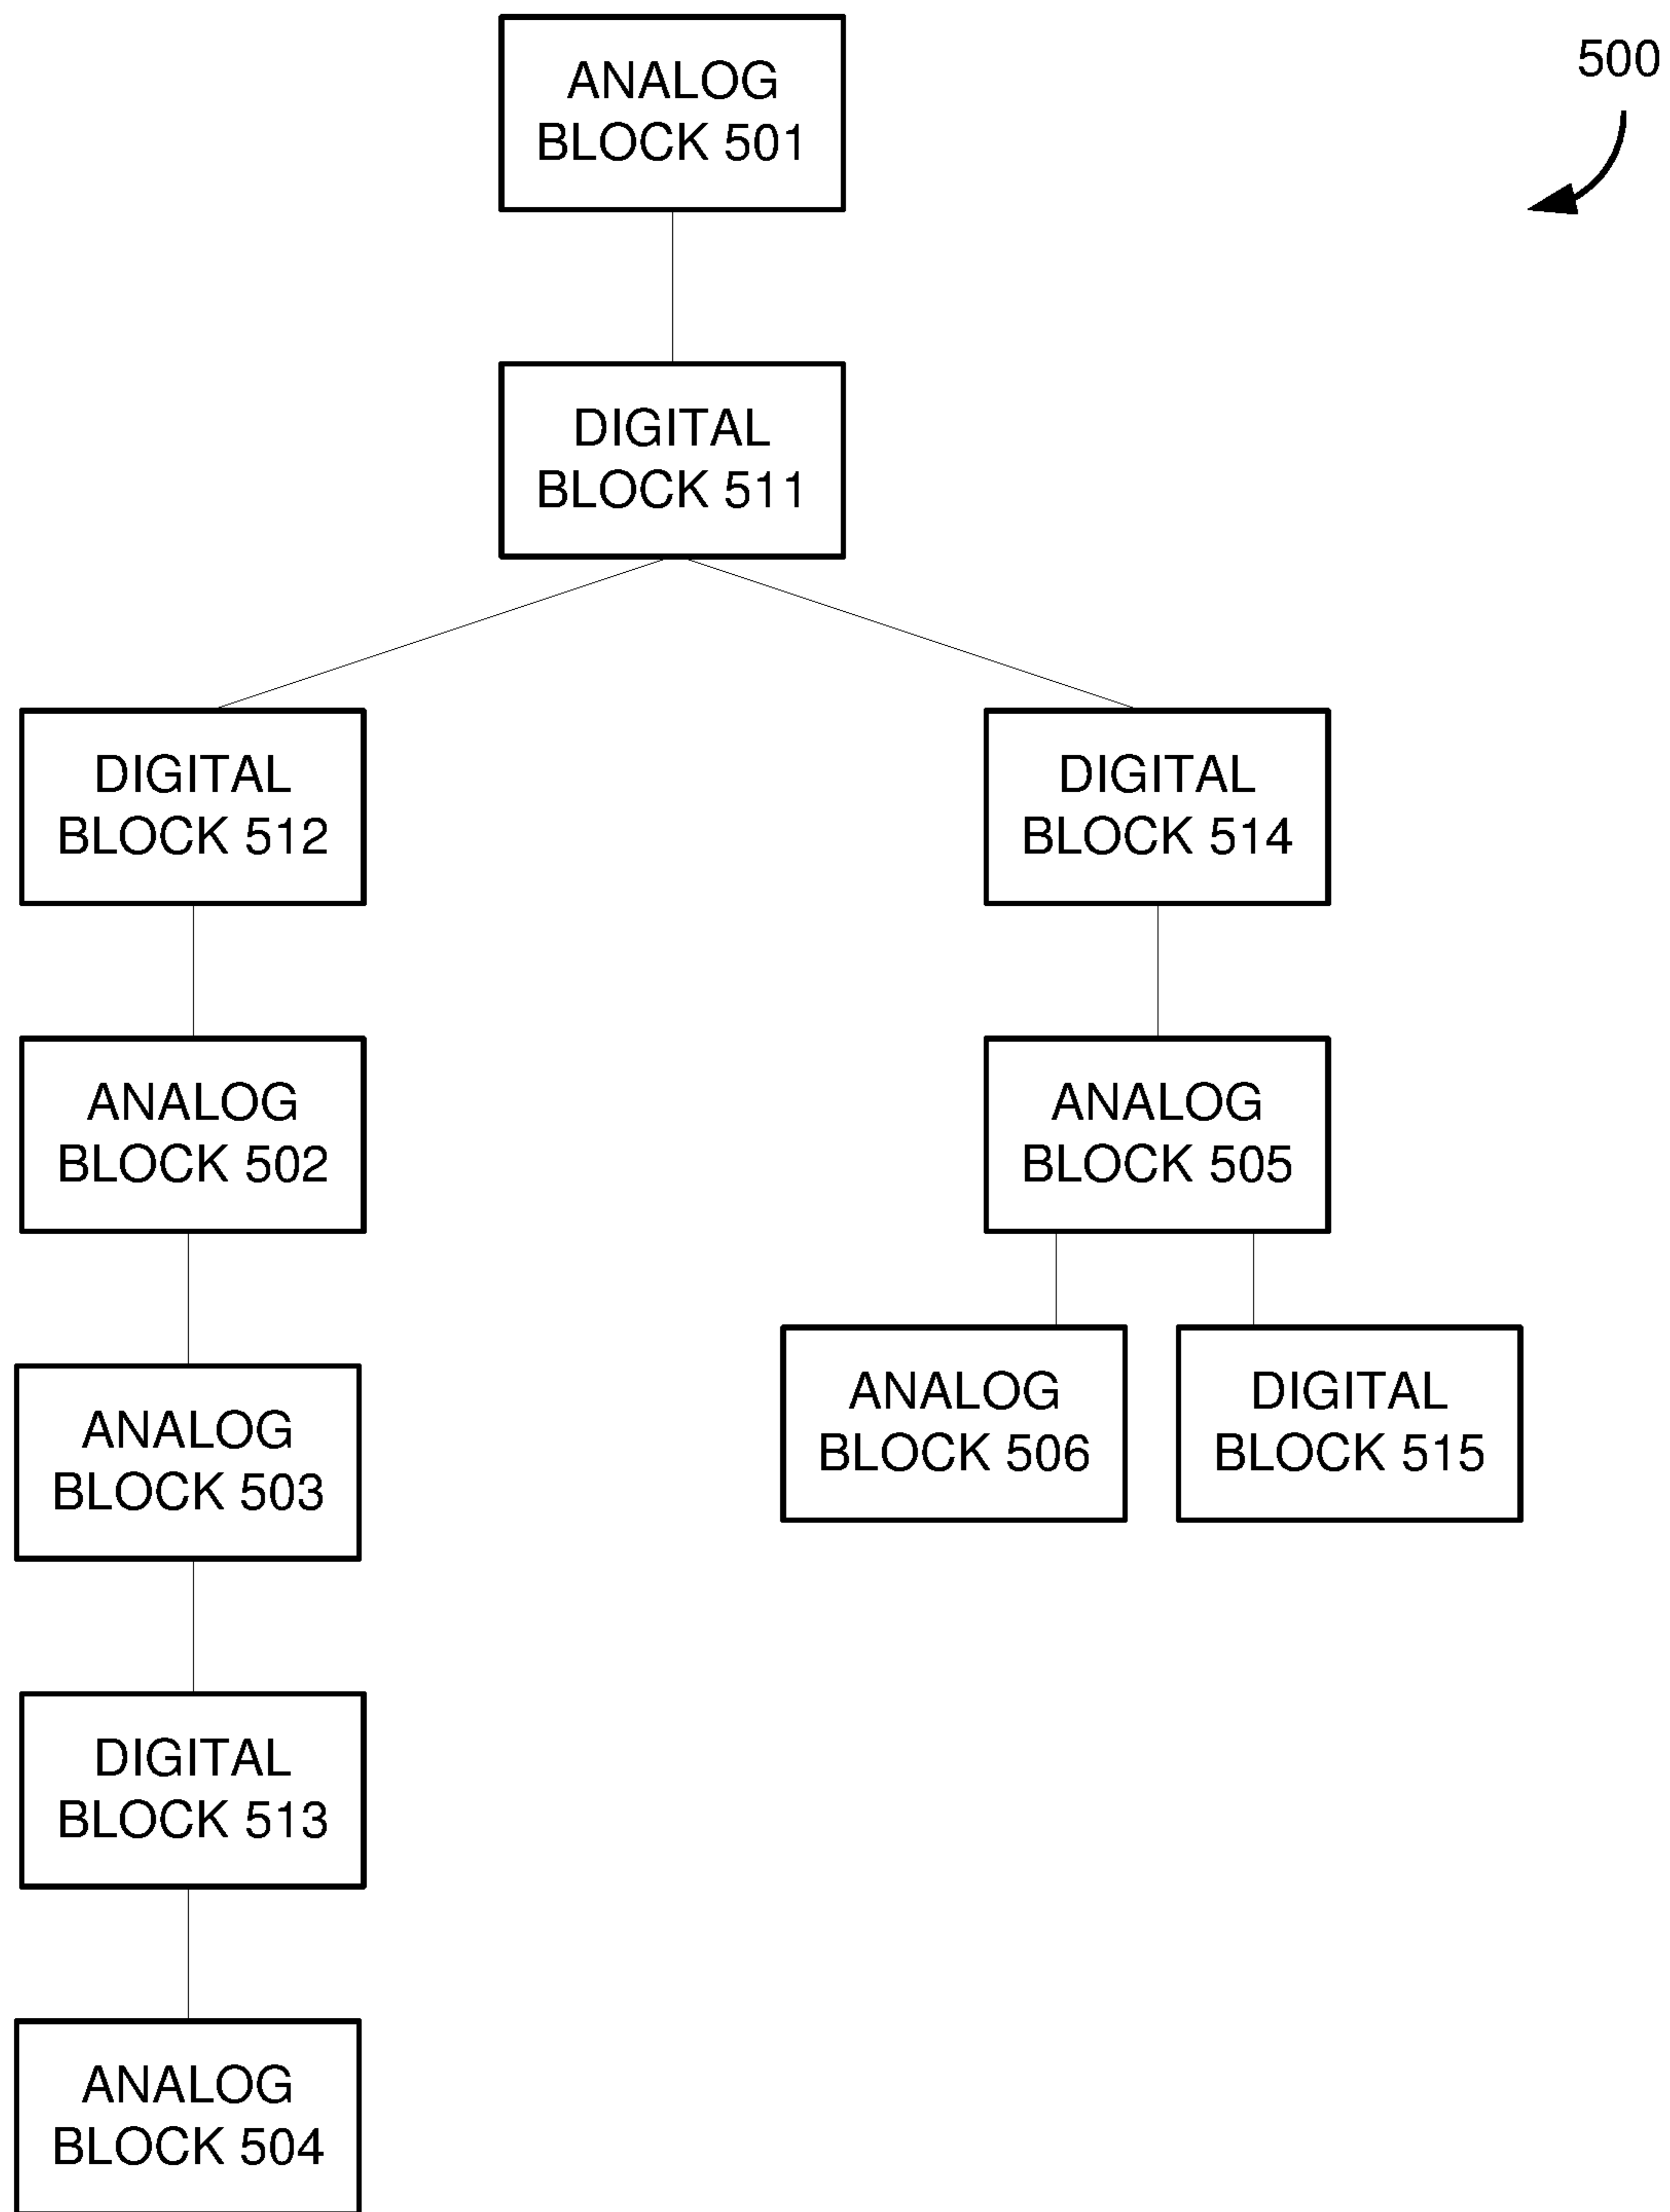 500
ANALOG
BLOCK 501
DIGITAL
BLOCK 511
DIGITAL
BLOCK 512
DIGITAL
BLOCK 514
ANALOG
BLOCK 502
ANALOG
BLOCK 505
ANALOG
BLOCK 503
ANALOG
BLOCK 506
DIGITAL
BLOCK 515
DIGITAL
BLOCK 513
ANALOG
BLOCK 504